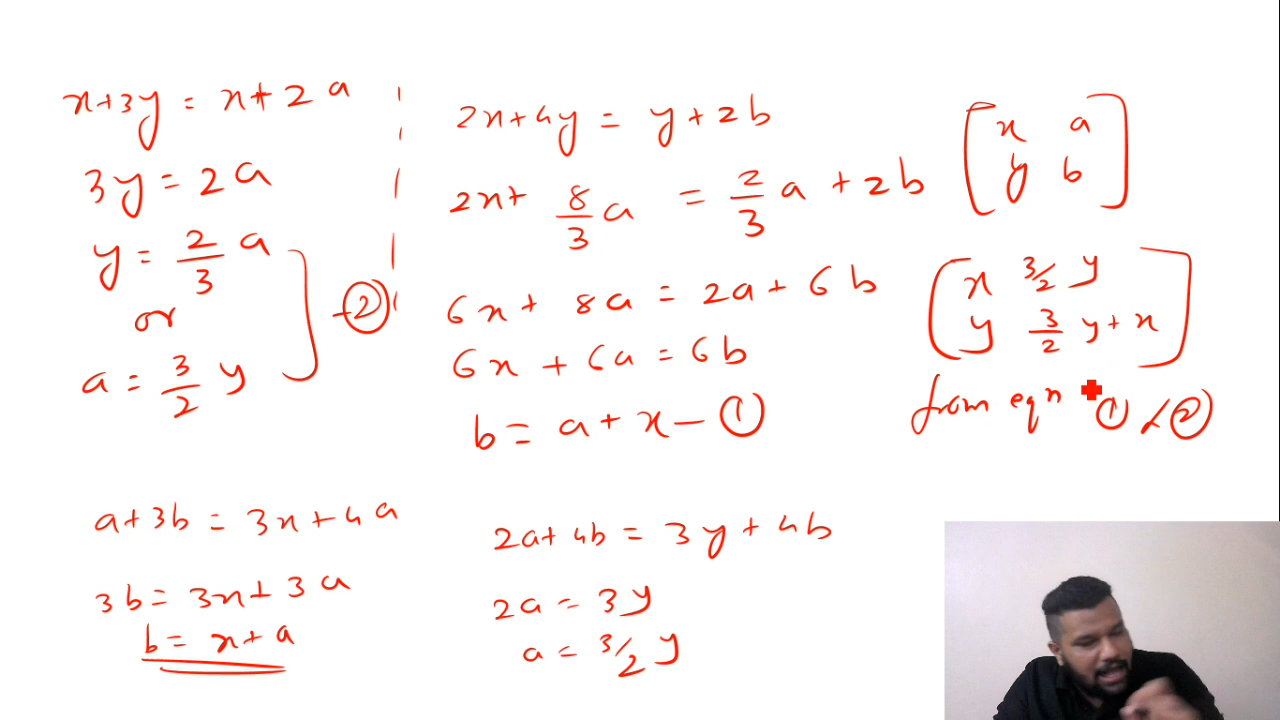 x+3y = x+2a
3y = 2a
y = 2/3 a
or
a = 3/2 y
-②
2x+4y = y+2b
2x+ 8/3 a = 2/3 a + 2b
6x + 8a = 2a + 6b
6x + 6a = 6b
b = a + x - ①
[x a
y b]
[x 3/2 y
y 3/2 y + x]
from eqn ① & ②
a+3b = 3x+4a
3b = 3x+3a
b = x+a
2a+4b = 3y+4b
2a = 3y
a = 3/2 y